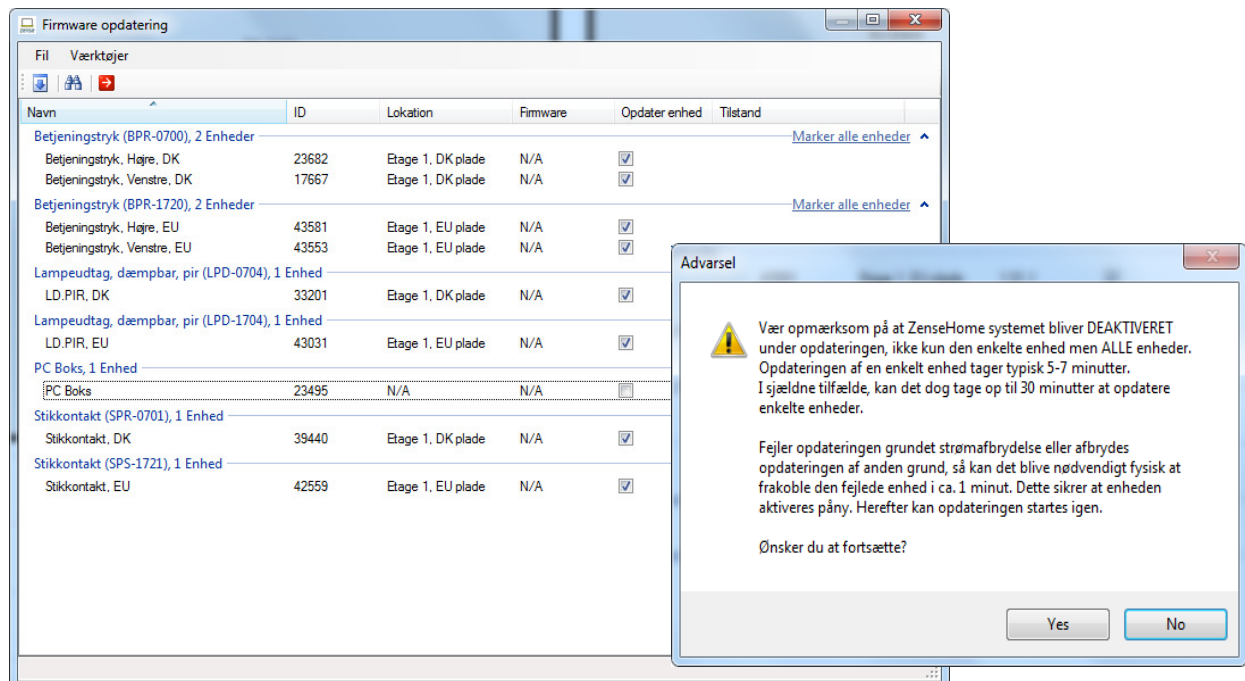 Firmware opdatering
Fil Værktøjer
Navn ID Lokation Firmware Opdater enhed Tilstand
Betjeningstryk (BPR-0700), 2 Enheder Marker alle enheder
Betjeningstryk, Højre, DK 23682 Etage 1, DK plade N/A
Betjeningstryk, Venstre, DK 17667 Etage 1, DK plade N/A
Betjeningstryk (BPR-1720), 2 Enheder Marker alle enheder
Betjeningstryk, Højre, EU 43581 Etage 1, EU plade N/A
Betjeningstryk, Venstre, EU 43553 Etage 1, EU plade N/A
Lampeudtag, dæmpbar, pir (LPD-0704), 1 Enhed
LD.PIR, DK 33201 Etage 1, DK plade N/A
Lampeudtag, dæmpbar, pir (LPD-1704), 1 Enhed
LD.PIR, EU 43031 Etage 1, EU plade N/A
PC Boks, 1 Enhed
PC Boks 23495 N/A N/A
Stikkontakt (SPR-0701), 1 Enhed
Stikkontakt, DK 39440 Etage 1, DK plade N/A
Stikkontakt (SPS-1721), 1 Enhed
Stikkontakt, EU 42559 Etage 1, EU plade N/A
Advarsel
Vær opmærksom på at ZenseHome systemet bliver DEAKTIVERET
under opdateringen, ikke kun den enkelte enhed men ALLE enheder.
Opdateringen af en enkelt enhed tager typisk 5-7 minutter.
I sjældne tilfælde, kan det dog tage op til 30 minutter at opdatere
enkelte enheder.
Fejler opdateringen grundet strømafbrydelse eller afbrydes
opdateringen af anden grund, så kan det blive nødvendigt fysisk at
frakoble den fejlede enhed i ca. 1 minut. Dette sikrer at enheden
aktiveres påny. Herefter kan opdateringen startes igen.
Ønsker du at fortsætte?
Yes No